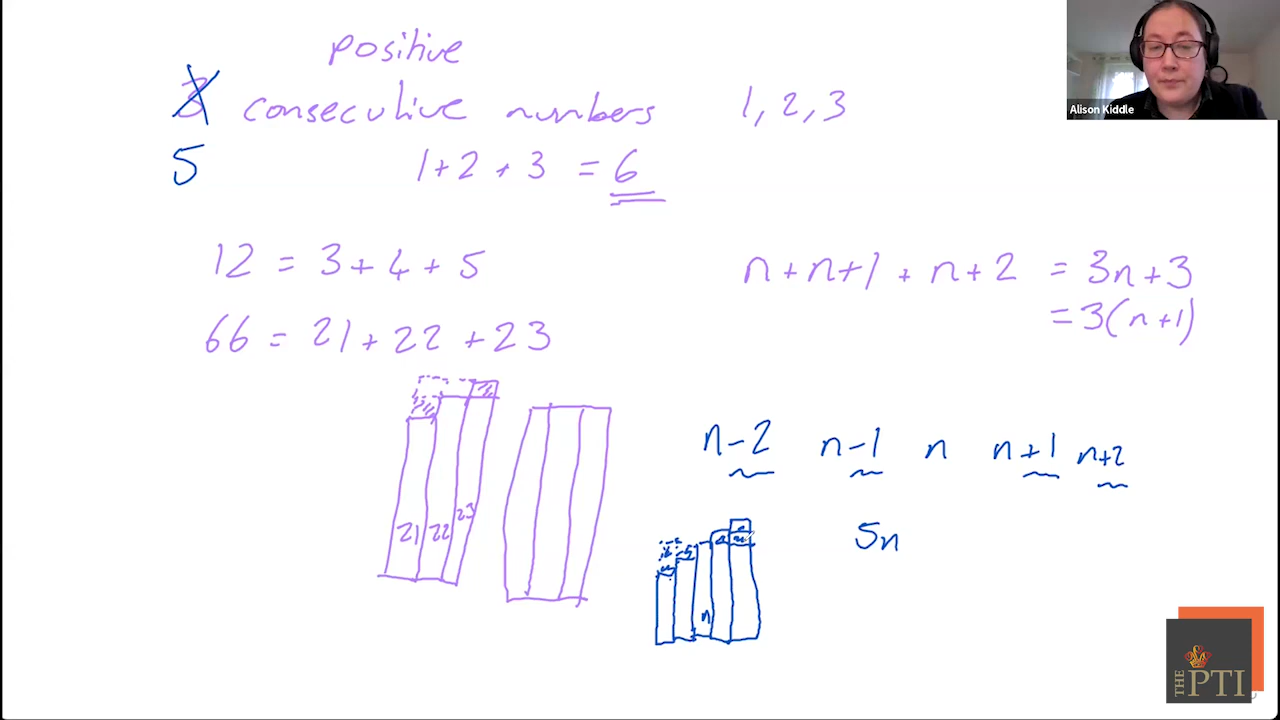 positive
3 consecutive numbers 1, 2, 3
5 1+2+3 = 6
12 = 3+4+5
66 = 21+22+23
n+n+1+n+2 = 3n+3
=3(n+1)
21 22 23
n-2 n-1 n n+1 n+2
5n
n
Alison Kiddle
THE PTI